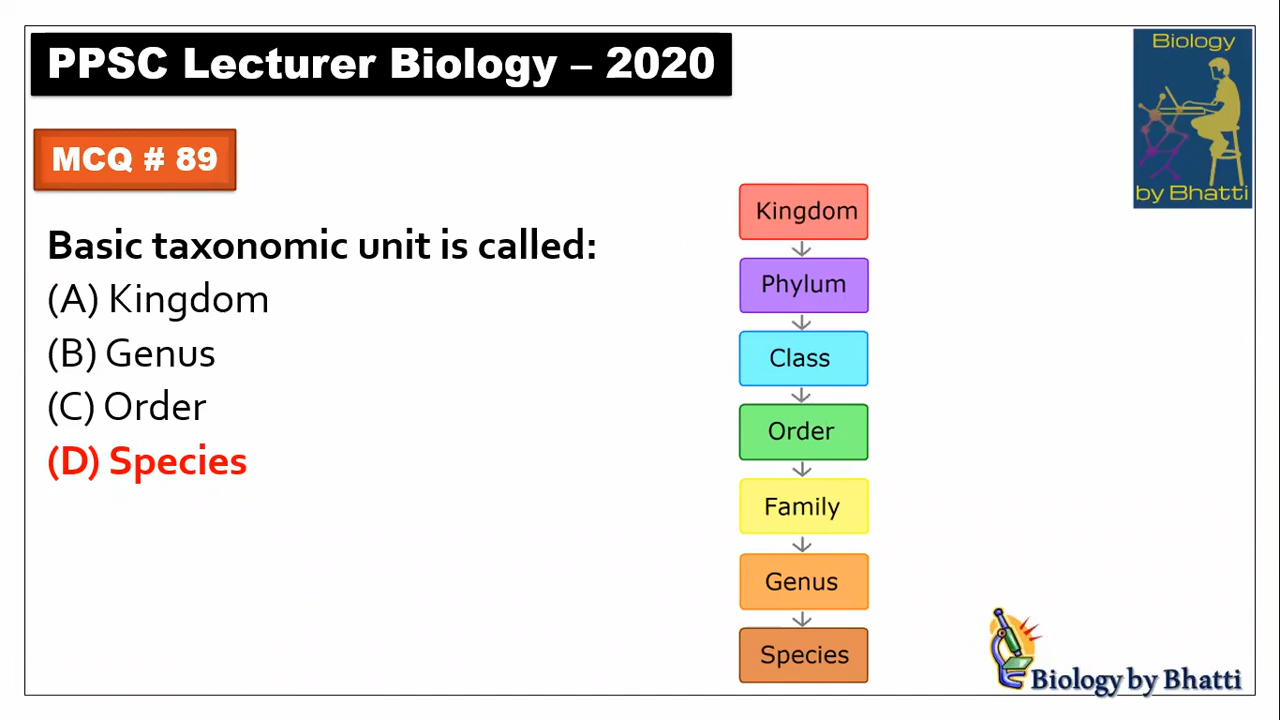 PPSC Lecturer Biology – 2020
Biology
by Bhatti
MCQ # 89
Basic taxonomic unit is called:
(A) Kingdom
(B) Genus
(C) Order
(D) Species
Kingdom
Phylum
Class
Order
Family
Genus
Species
Biology by Bhatti